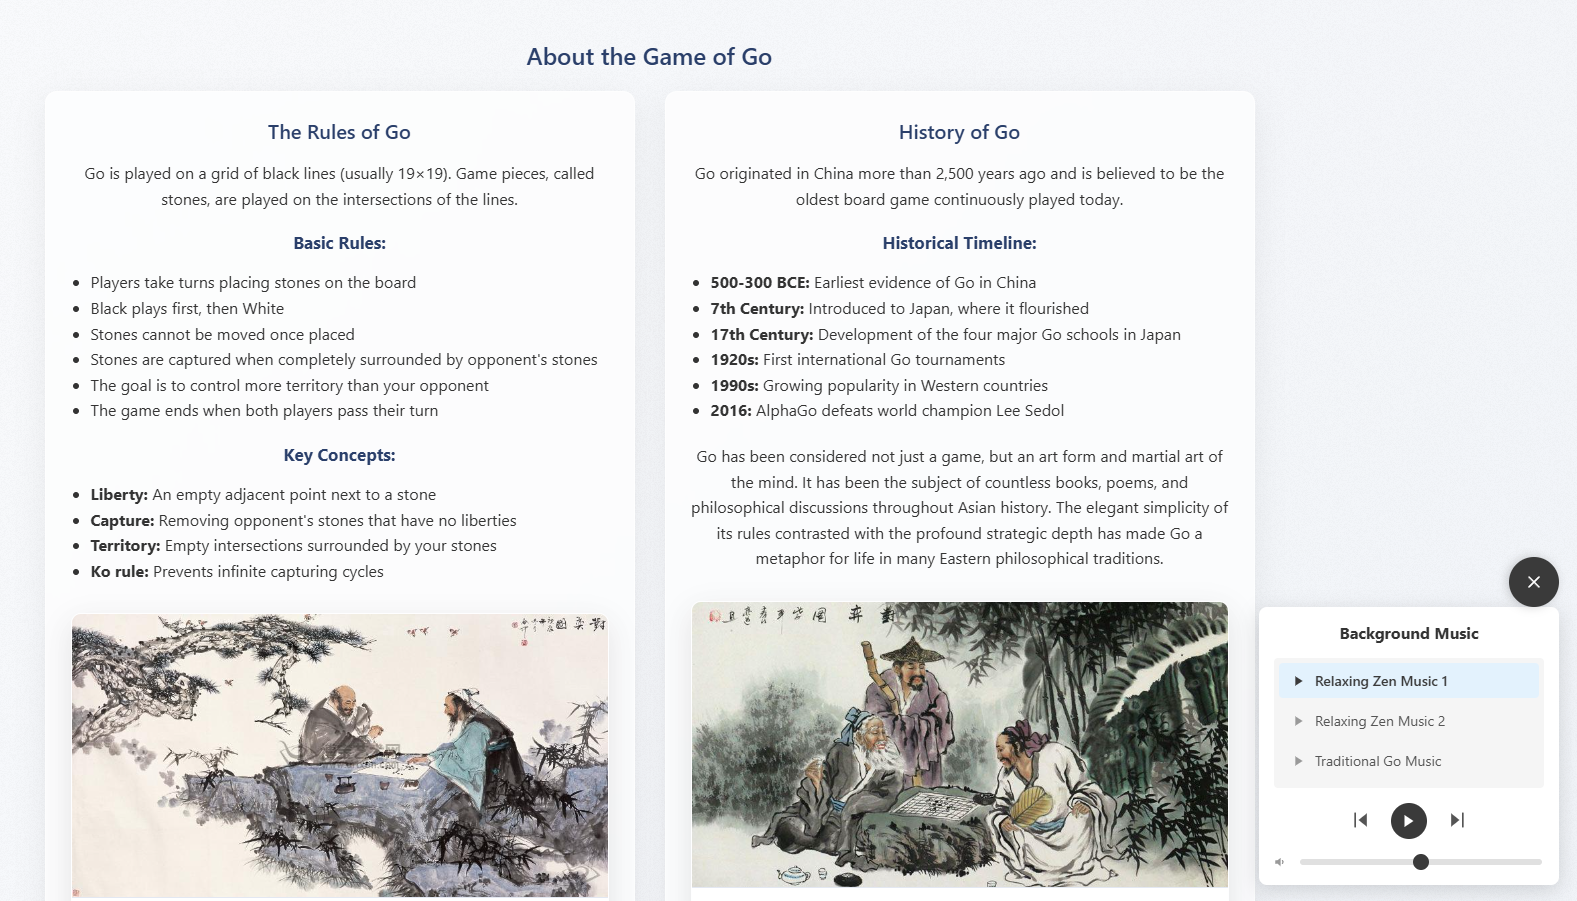 About the Game of Go
The Rules of Go
Go is played on a grid of black lines (usually 19×19). Game pieces, called
stones, are played on the intersections of the lines.
Basic Rules:
Players take turns placing stones on the board
Black plays first, then White
Stones cannot be moved once placed
Stones are captured when completely surrounded by opponent's stones
The goal is to control more territory than your opponent
The game ends when both players pass their turn
Key Concepts:
Liberty: An empty adjacent point next to a stone
Capture: Removing opponent's stones that have no liberties
Territory: Empty intersections surrounded by your stones
Ko rule: Prevents infinite capturing cycles
對奕圖
History of Go
Go originated in China more than 2,500 years ago and is believed to be the
oldest board game continuously played today.
Historical Timeline:
500-300 BCE: Earliest evidence of Go in China
7th Century: Introduced to Japan, where it flourished
17th Century: Development of the four major Go schools in Japan
1920s: First international Go tournaments
1990s: Growing popularity in Western countries
2016: AlphaGo defeats world champion Lee Sedol
Go has been considered not just a game, but an art form and martial art of
the mind. It has been the subject of countless books, poems, and
philosophical discussions throughout Asian history. The elegant simplicity of
its rules contrasted with the profound strategic depth has made Go a
metaphor for life in many Eastern philosophical traditions.
對弈圖
Background Music
Relaxing Zen Music 1
Relaxing Zen Music 2
Traditional Go Music